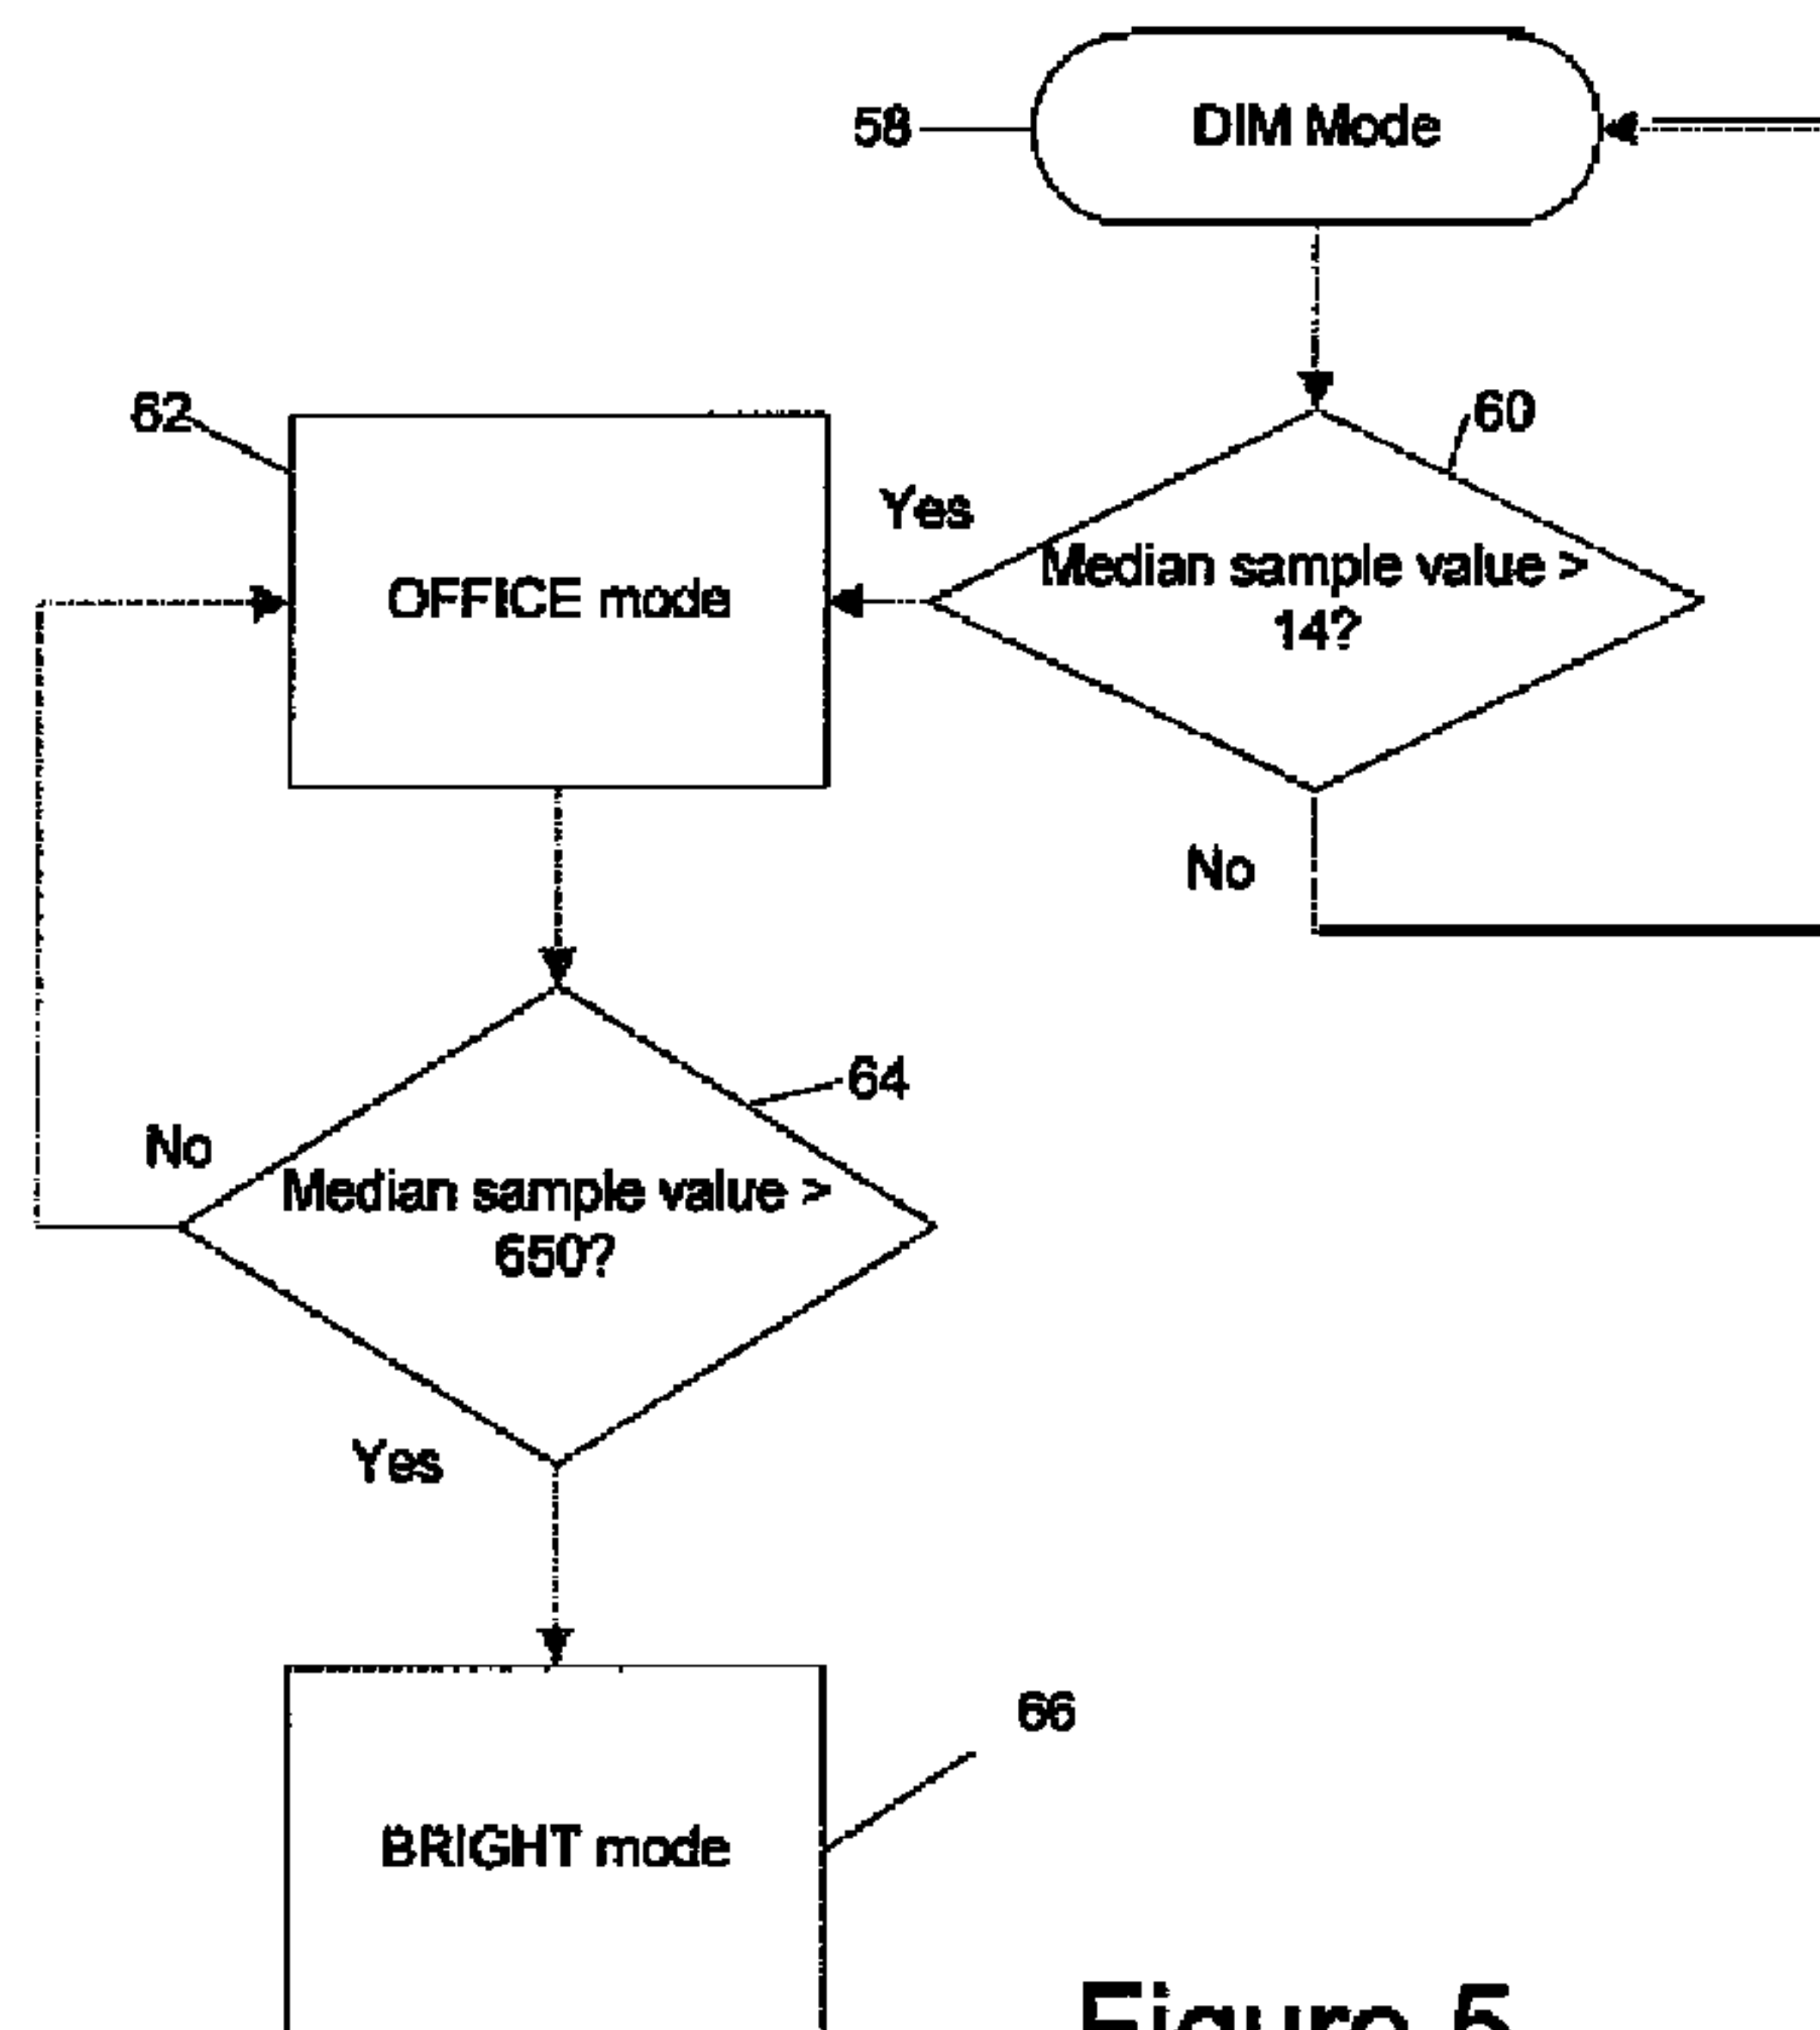 58
DIM Mode
62
60
Yes
OFFICE mode
Median sample value >
14?
No
64
No
Median sample value >
650?
Yes
66
BRIGHT mode
Figure 5